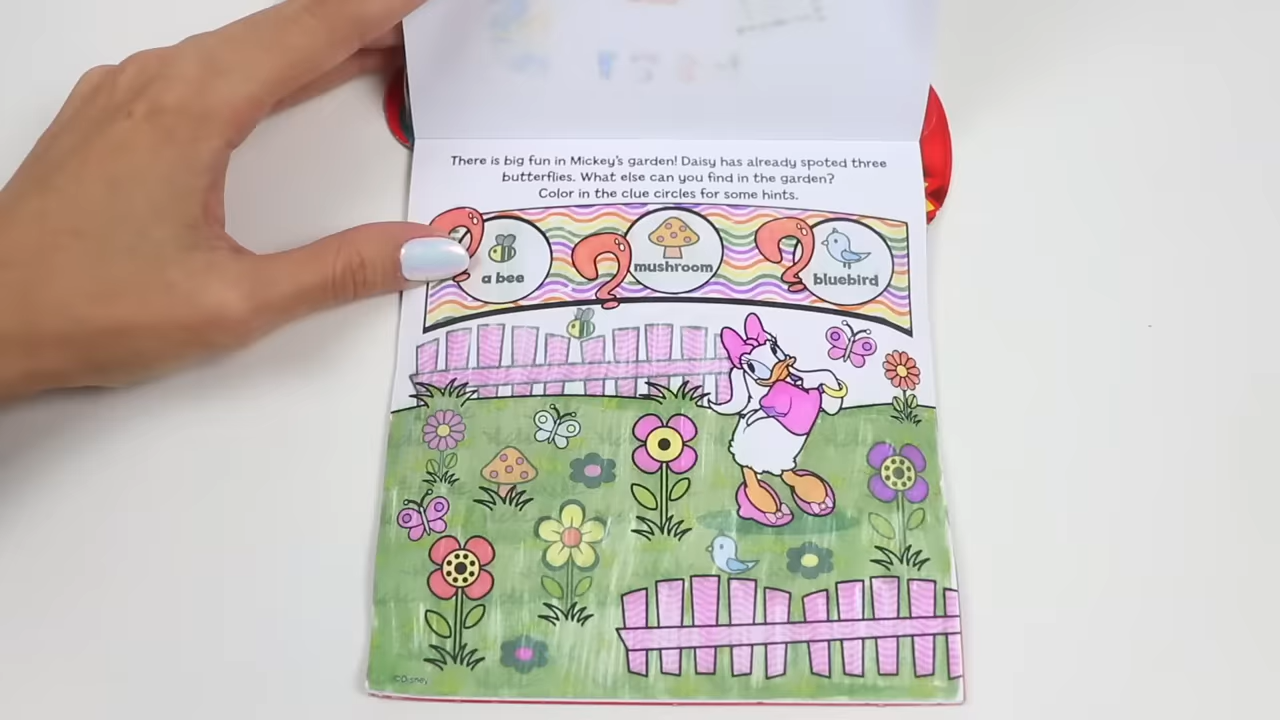 There is big fun in Mickey's garden! Daisy has already spoted three
butterflies. What else can you find in the garden?
Color in the clue circles for some hints.
a bee
mushroom
bluebird
©Disney